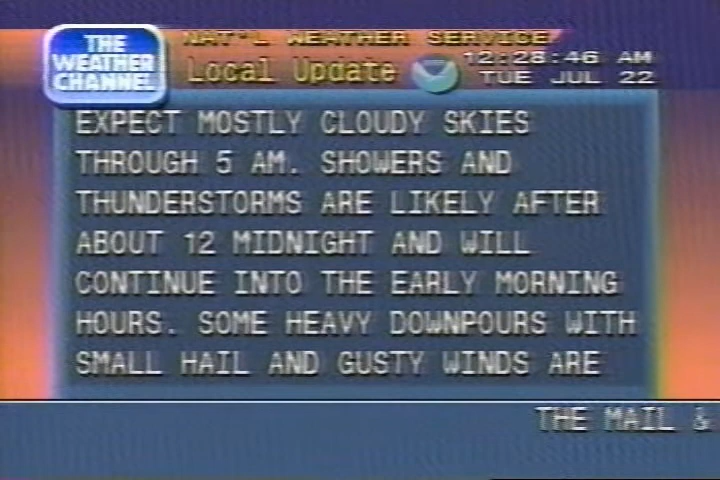 THE
WEATHER
CHANNEL
NAT'L WEATHER SERVICE
Local Update
12:28:46 AM
TUE JUL 22
EXPECT MOSTLY CLOUDY SKIES
THROUGH 5 AM. SHOWERS AND
THUNDERSTORMS ARE LIKELY AFTER
ABOUT 12 MIDNIGHT AND WILL
CONTINUE INTO THE EARLY MORNING
HOURS. SOME HEAVY DOWNPOURS WITH
SMALL HAIL AND GUSTY WINDS ARE
THE MAIL &